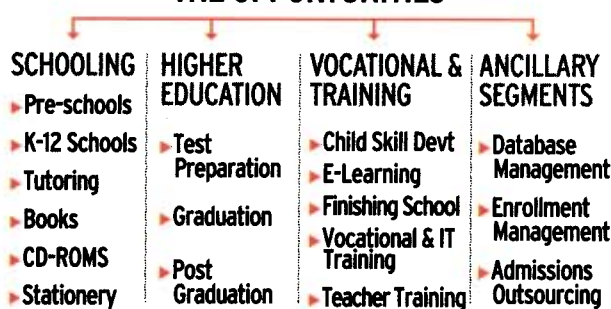 SCHOOLING
▸Pre-schools
▸K-12 Schools
▸Tutoring
▸Books
▸CD-ROMS
▸Stationery
HIGHER
EDUCATION
▸Test
Preparation
▸Graduation
▸Post
Graduation
VOCATIONAL &
TRAINING
▸Child Skill Devt
▸E-Learning
▸Finishing School
▸Vocational & IT
Training
▸Teacher Training
ANCILLARY
SEGMENTS
▸Database
Management
▸Enrollment
Management
▸Admissions
Outsourcing